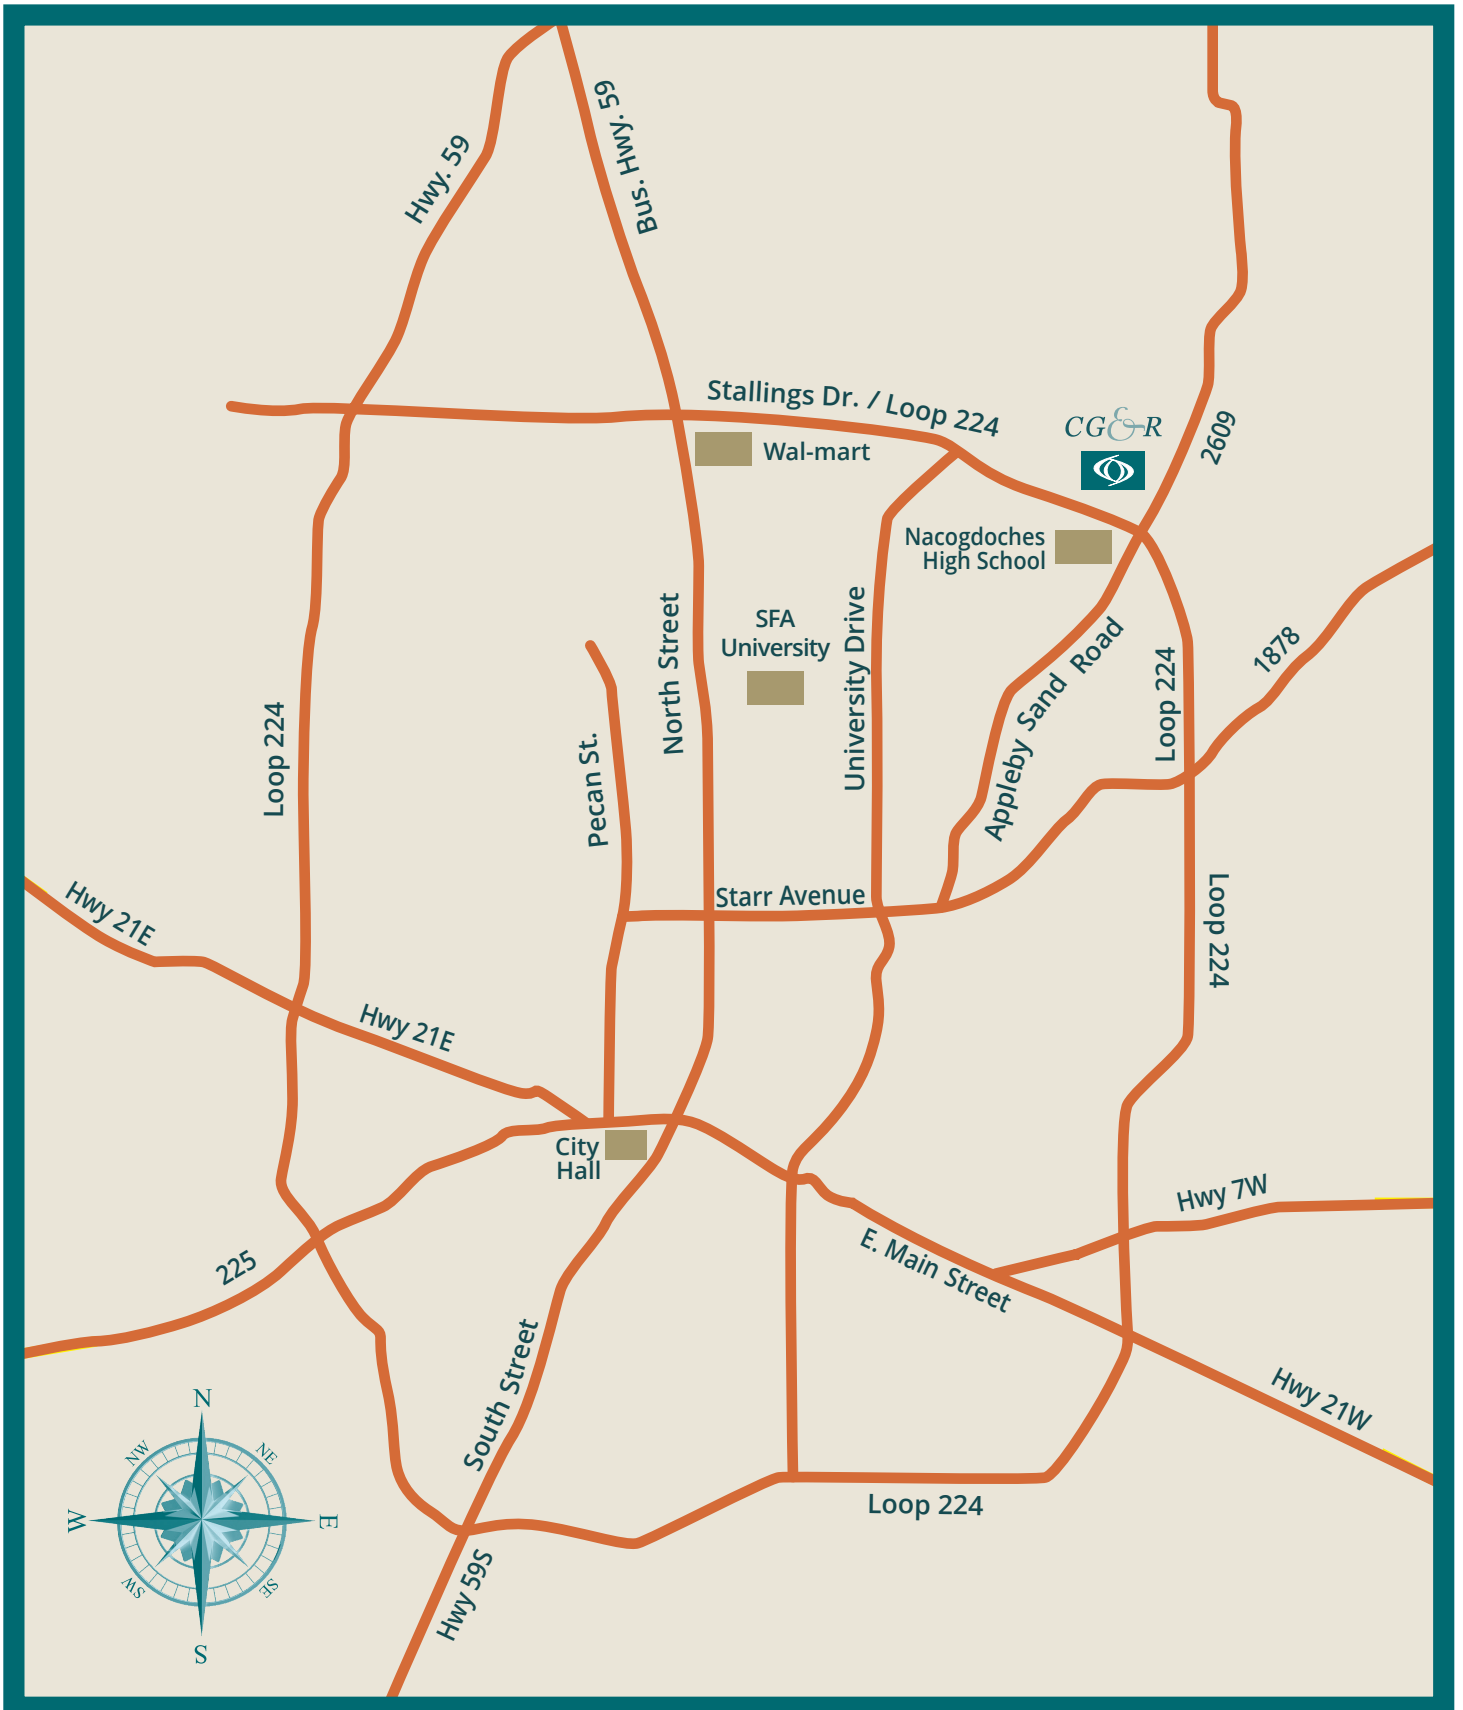 Bus. Hwy. 59
Hwy. 59
Stallings Dr. / Loop 224
CG&R
2609
Wal-mart
Nacogdoches
High School
SFA
University
North Street
University Drive
Appleby Sand Road
Loop 224
1878
Loop 224
Pecan St.
Starr Avenue
Hwy 21E
Loop 224
Hwy 21E
City
Hall
Hwy 7W
E. Main Street
225
South Street
Hwy 21W
N
NW
NE
W
E
SW
SE
S
Loop 224
Hwy 59S